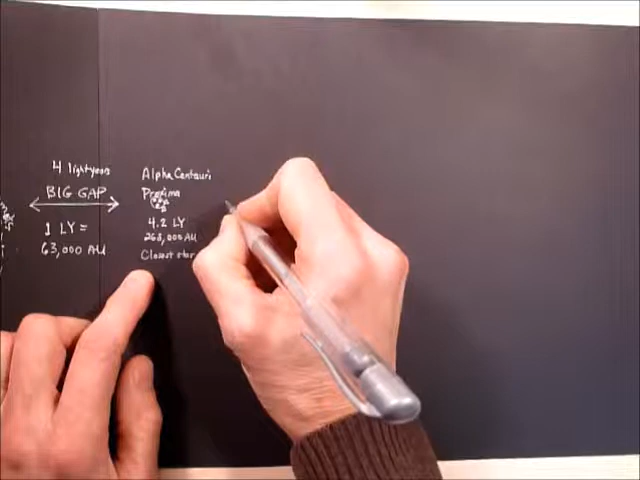 4 lightyears
BIG GAP
1 LY =
63,000 AU
Alpha Centauri
Proxima
4.2 LY
268,000 AU
Closest star